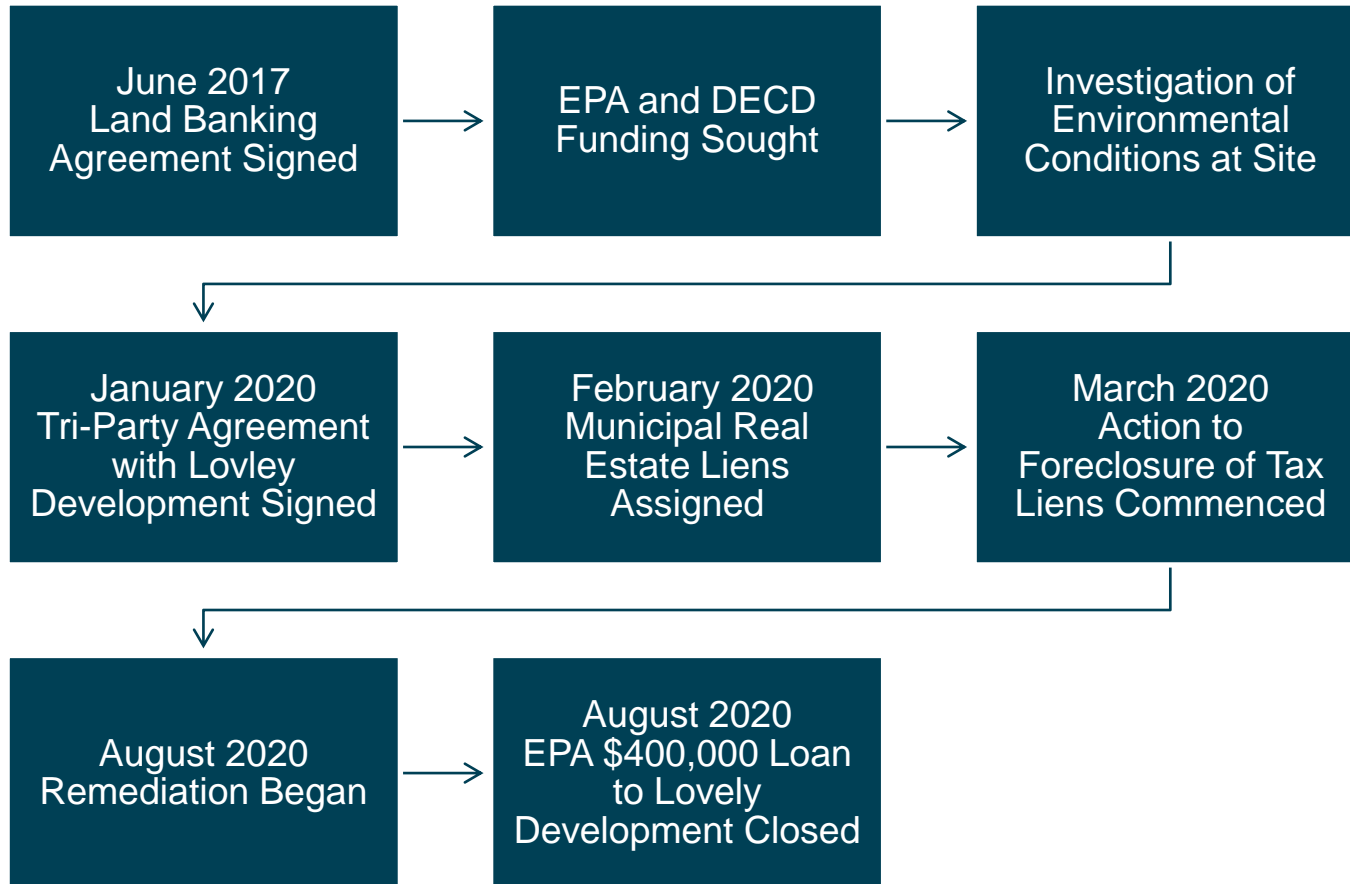 June 2017
Land Banking
Agreement Signed
EPA and DECD
Funding Sought
Investigation of
Environmental
Conditions at Site
January 2020
Tri-Party Agreement
with Lovley
Development Signed
February 2020
Municipal Real
Estate Liens
Assigned
March 2020
Action to
Foreclosure of Tax
Liens Commenced
August 2020
Remediation Began
August 2020
EPA $400,000 Loan
to Lovely
Development Closed